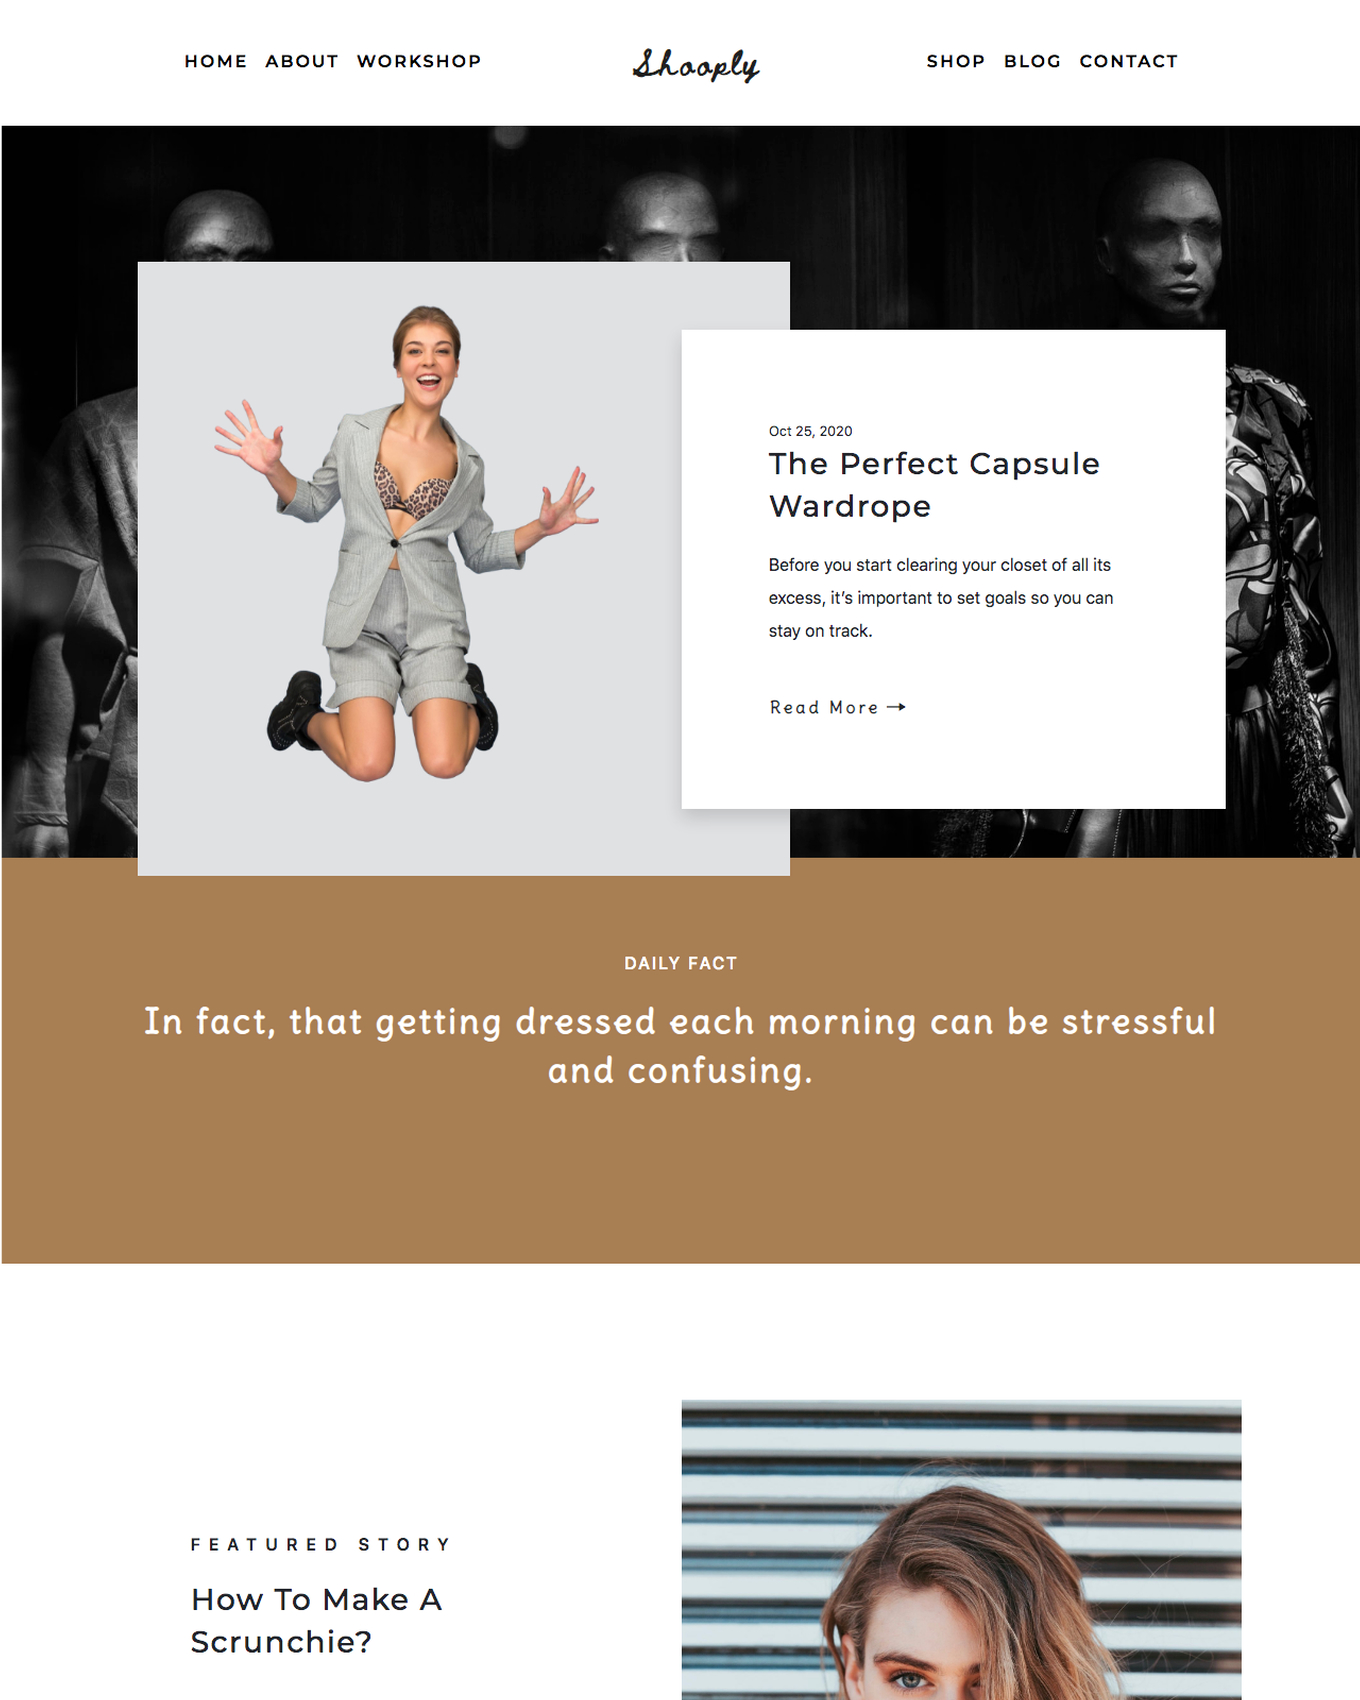 HOME ABOUT WORKSHOP
Shooply
SHOP BLOG CONTACT
Oct 25, 2020
The Perfect Capsule
Wardrope
Before you start clearing your closet of all its
excess, it’s important to set goals so you can
stay on track.
Read More →
DAILY FACT
In fact, that getting dressed each morning can be stressful
and confusing.
FEATURED STORY
How To Make A
Scrunchie?